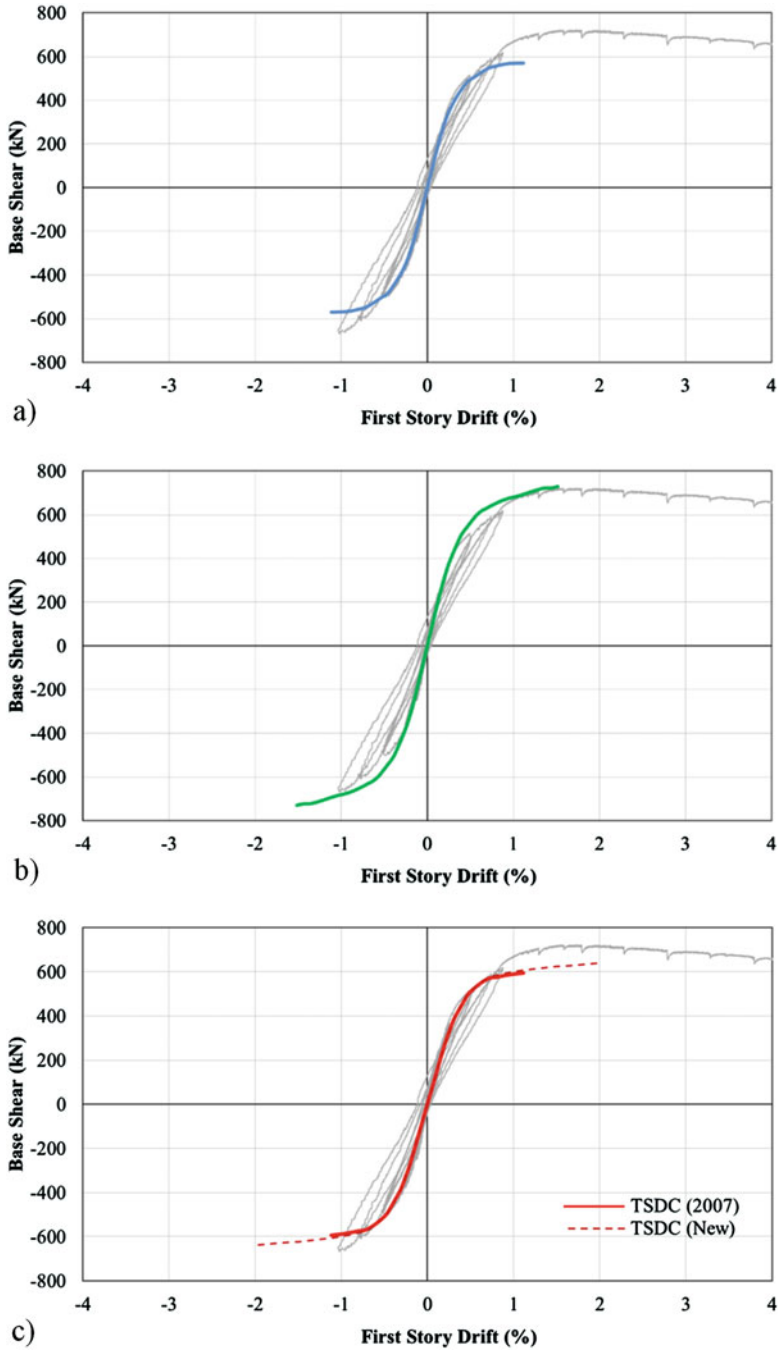 800
600
400
200
0
-200
-400
-600
-800
Base Shear (kN)
-4 -3 -2 -1 0 1 2 3 4
First Story Drift (%)
a)
800
600
400
200
0
-200
-400
-600
-800
Base Shear (kN)
-4 -3 -2 -1 0 1 2 3 4
First Story Drift (%)
b)
800
600
400
200
0
-200
-400
-600
-800
Base Shear (kN)
TSDC (2007)
TSDC (New)
-4 -3 -2 -1 0 1 2 3 4
First Story Drift (%)
c)